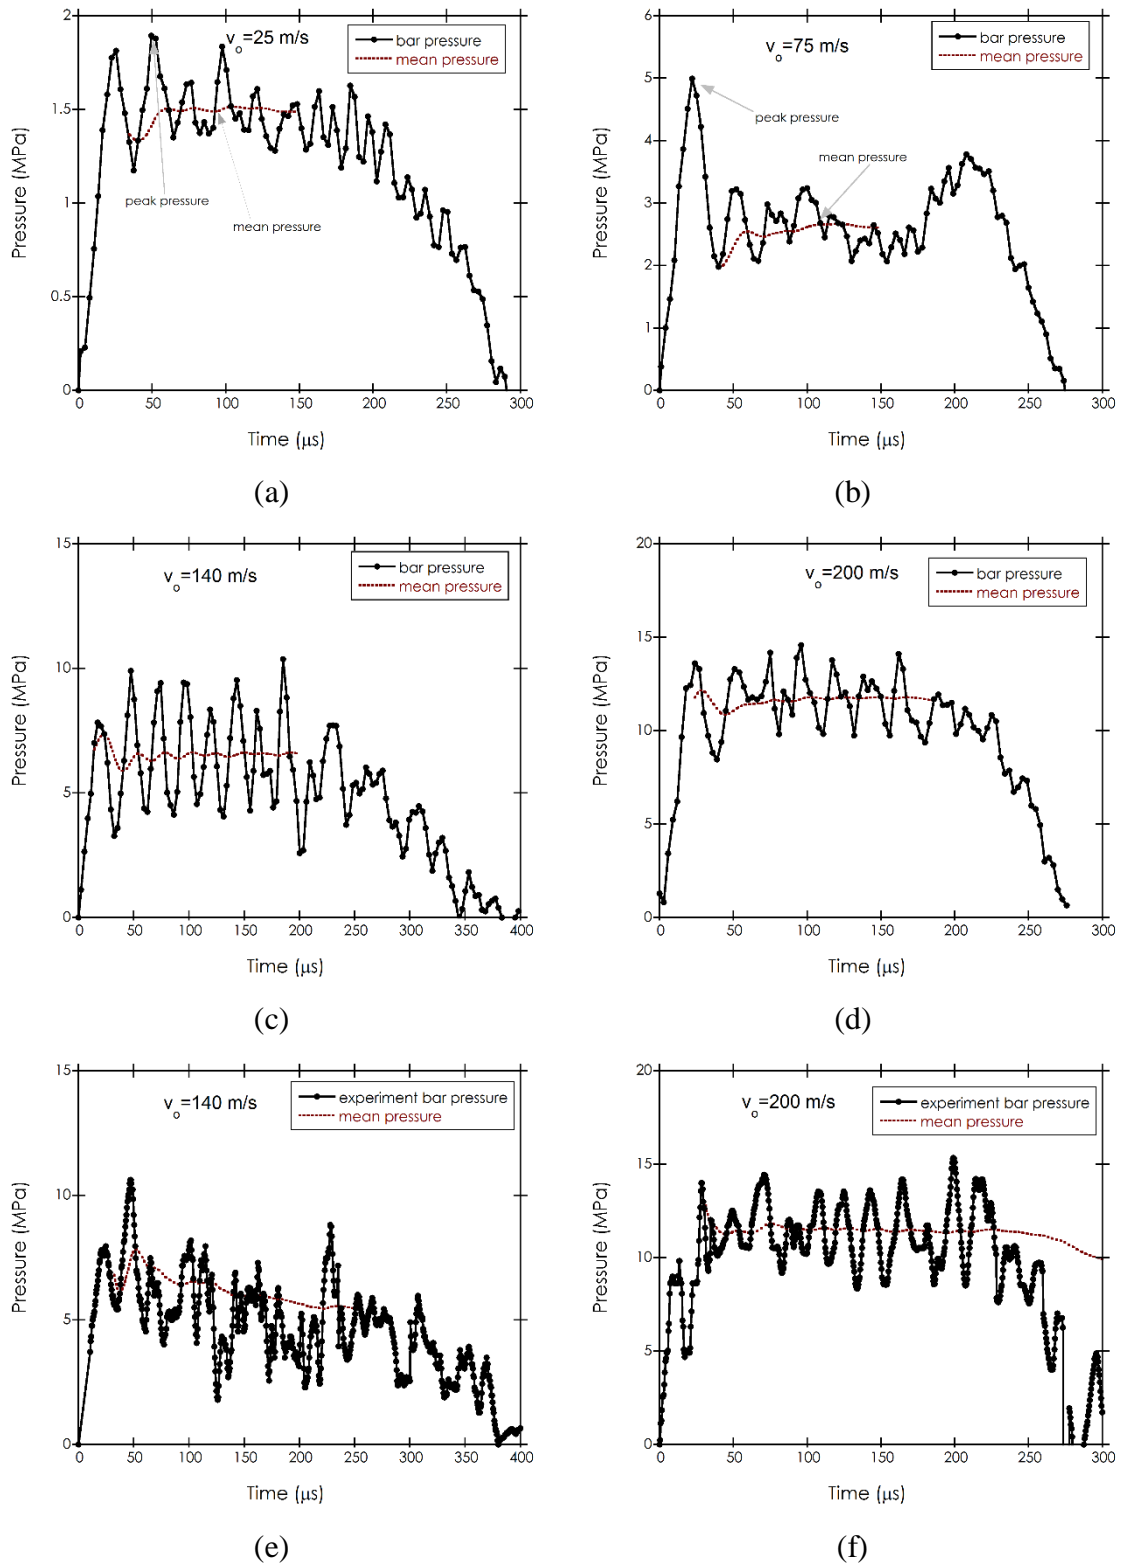 v_o=25 m/s
bar pressure
mean pressure
peak pressure
mean pressure
Pressure (MPa)
2
1.5
1
0.5
0
0 50 100 150 200 250 300
Time (μs)
(a)
v_o=75 m/s
bar pressure
mean pressure
peak pressure
mean pressure
Pressure (MPa)
6
5
4
3
2
1
0
0 50 100 150 200 250 300
Time (μs)
(b)
v_o=140 m/s
bar pressure
mean pressure
Pressure (MPa)
15
10
5
0
0 50 100 150 200 250 300 350 400
Time (μs)
(c)
v_o=200 m/s
bar pressure
mean pressure
Pressure (MPa)
20
15
10
5
0
0 50 100 150 200 250 300
Time (μs)
(d)
v_o=140 m/s
experiment bar pressure
mean pressure
Pressure (MPa)
15
10
5
0
0 50 100 150 200 250 300 350 400
Time (μs)
(e)
v_o=200 m/s
experiment bar pressure
mean pressure
Pressure (MPa)
20
15
10
5
0
0 50 100 150 200 250 300
Time (μs)
(f)